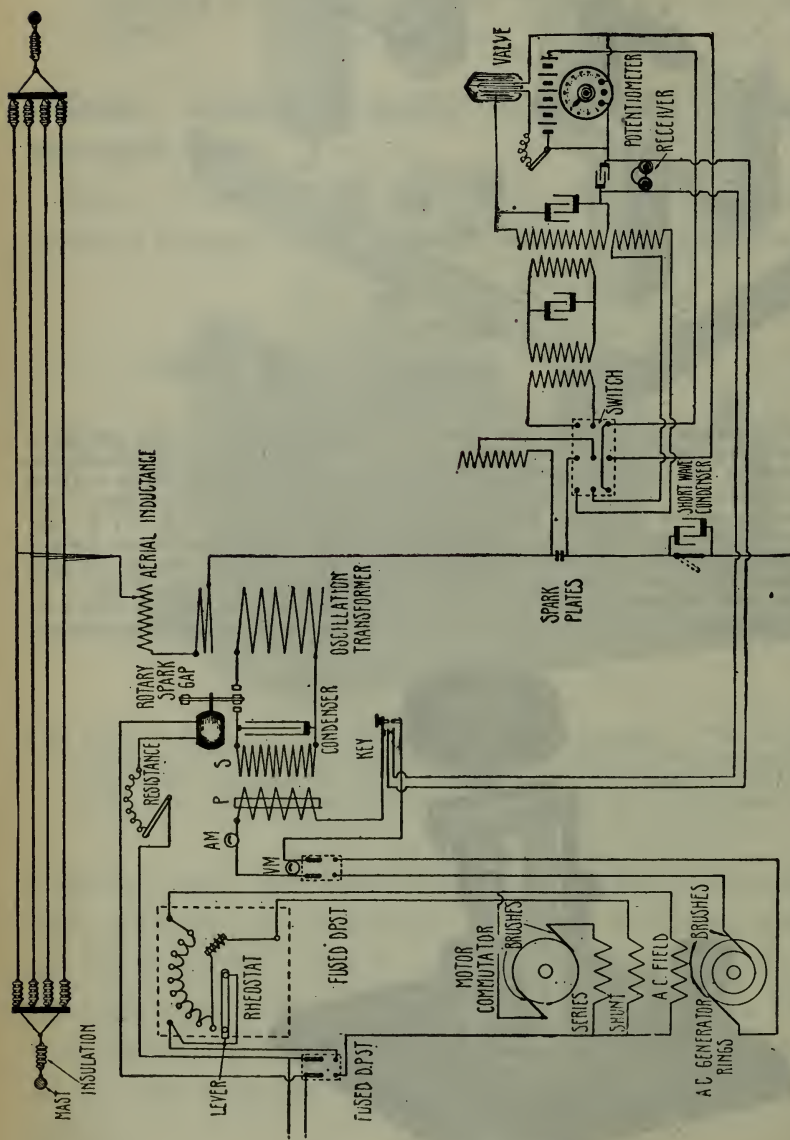 MAST
INSULATION
FUSED D.P.S.T
LEVER
RHEOSTAT
FUSED D.P.S.T
MOTOR
COMMUTATOR
BRUSHES
SERIES
SHUNT
A.C. FIELD
A C GENERATOR
RINGS
BRUSHES
RESISTANCE
AM
VM
P
S
KEY
CONDENSER
ROTARY
SPARK
GAP
AERIAL INDUCTANCE
OSCILLATION
TRANSFORMER
SPARK
PLATES
SHORT WAVE
CONDENSER
SWITCH
VALVE
POTENTIOMETER
RECEIVER